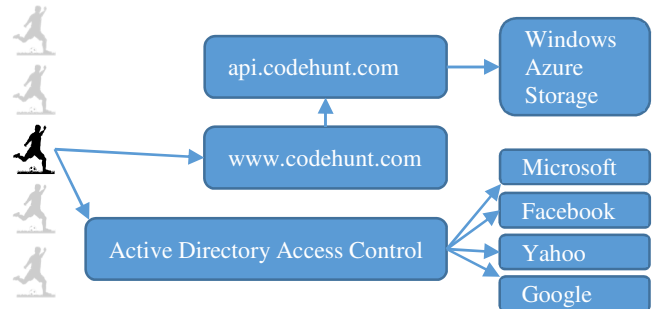 api.codehunt.com
Windows
Azure
Storage
www.codehunt.com
Active Directory Access Control
Microsoft
Facebook
Yahoo
Google